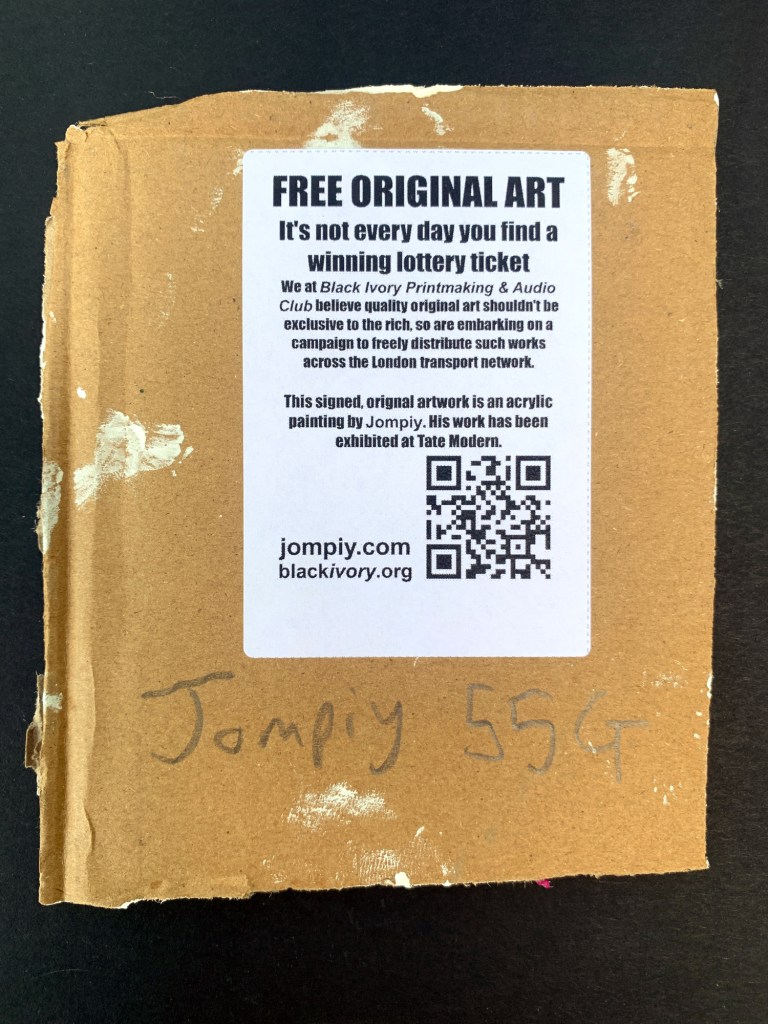 FREE ORIGINAL ART
It's not every day you find a
winning lottery ticket
We at Black Ivory Printmaking & Audio
Club believe quality original art shouldn't be
exclusive to the rich, so are embarking on a
campaign to freely distribute such works
across the London transport network.
This signed, orignal artwork is an acrylic
painting by Jompiy. His work has been
exhibited at Tate Modern.
jompiy.com
blackivory.org
Jompiy 55G